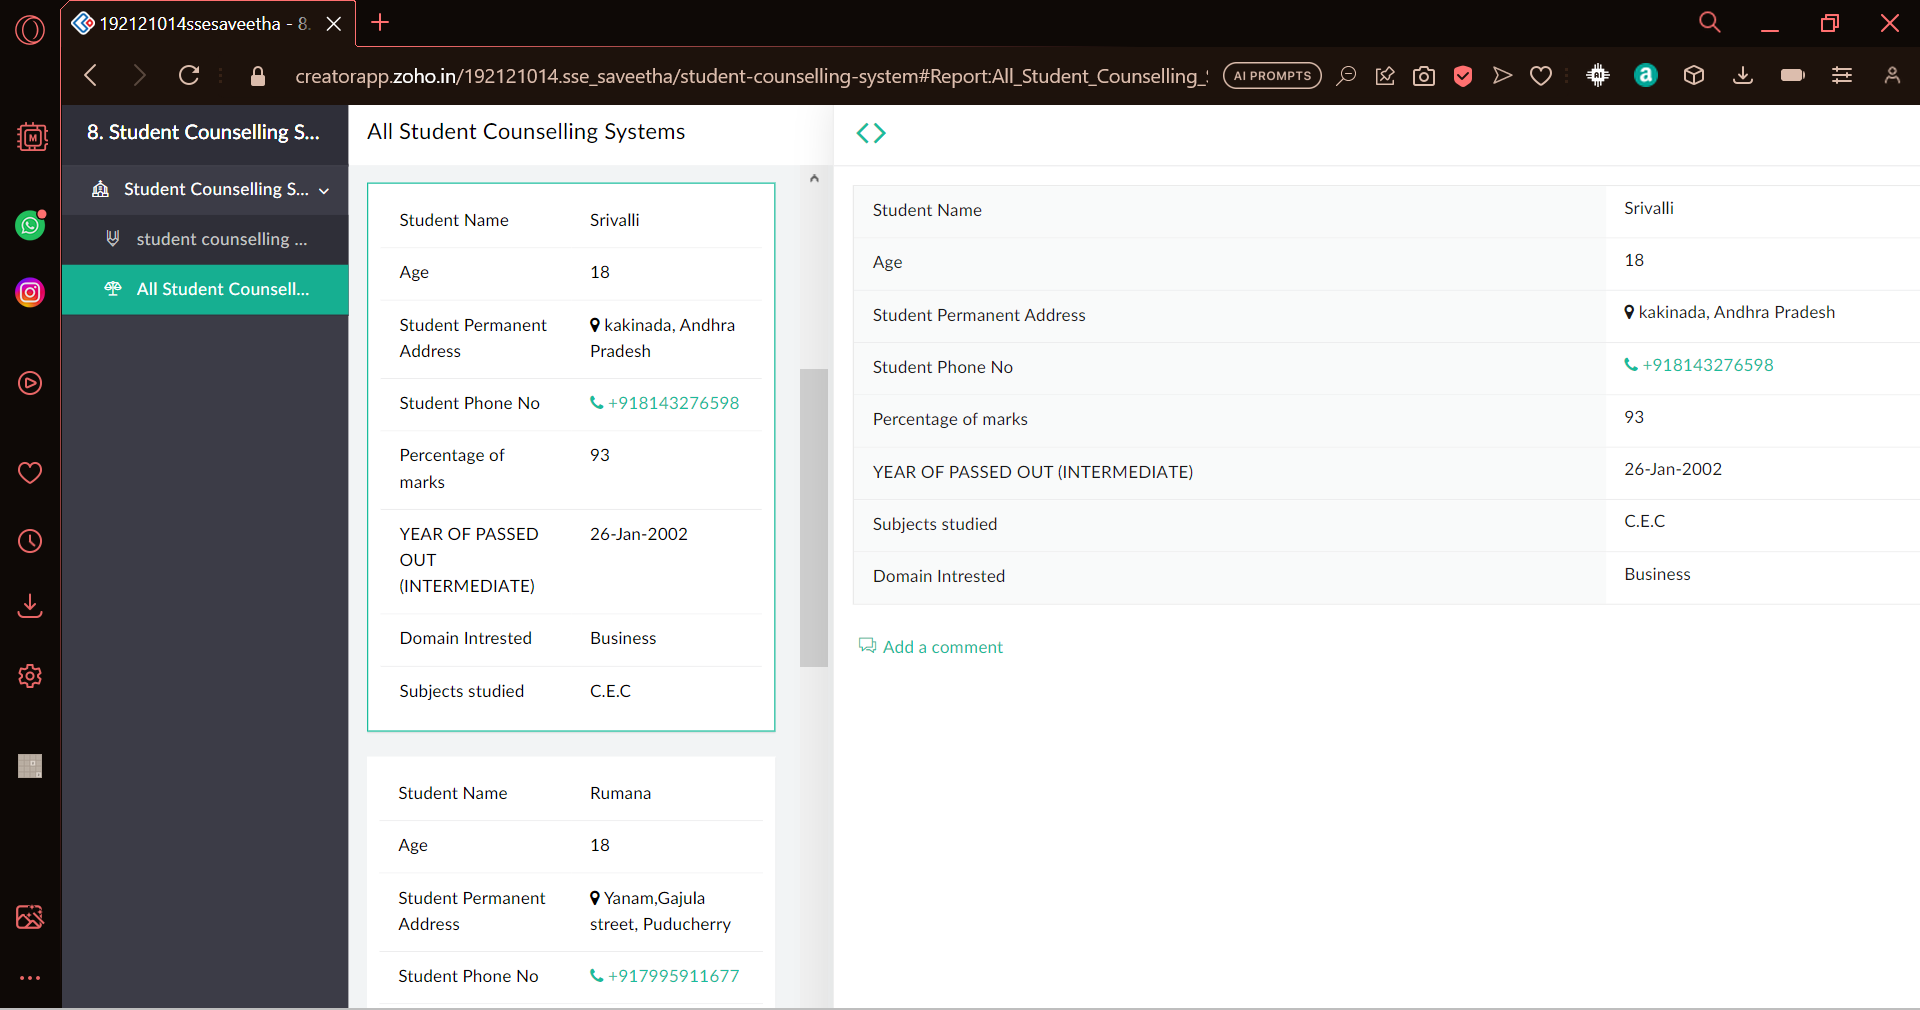 192121014ssesaveetha - 8.
creatorapp.zoho.in/192121014.sse_saveetha/student-counselling-system#Report:All_Student_Counselling_
AI PROMPTS
8. Student Counselling S...
Student Counselling S...
student counselling ...
All Student Counsell...
All Student Counselling Systems
Student Name Srivalli
Age 18
Student Permanent kakinada, Andhra
Address Pradesh
Student Phone No +918143276598
Percentage of 93
marks
YEAR OF PASSED 26-Jan-2002
OUT
(INTERMEDIATE)
Domain Intrested Business
Subjects studied C.E.C
Student Name Rumana
Age 18
Student Permanent Yanam,Gajula
Address street, Puducherry
Student Phone No +917995911677
Student Name Srivalli
Age 18
Student Permanent Address kakinada, Andhra Pradesh
Student Phone No +918143276598
Percentage of marks 93
YEAR OF PASSED OUT (INTERMEDIATE) 26-Jan-2002
Subjects studied C.E.C
Domain Intrested Business
Add a comment